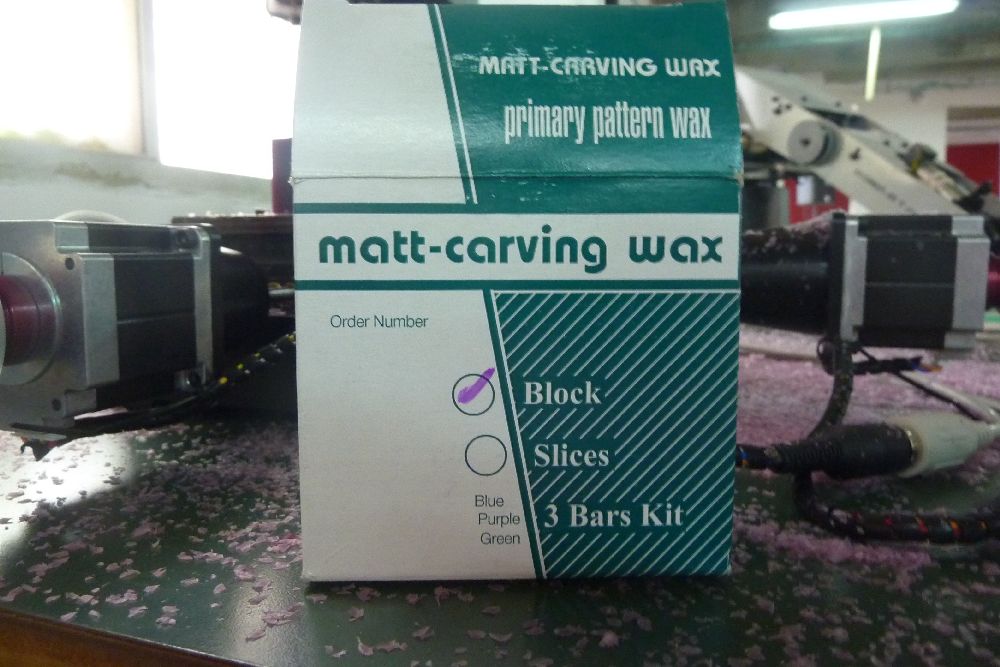 MATT-CARVING WAX
primary pattern wax
matt-carving wax
Order Number
Block
Slices
Blue
Purple
Green
3 Bars Kit